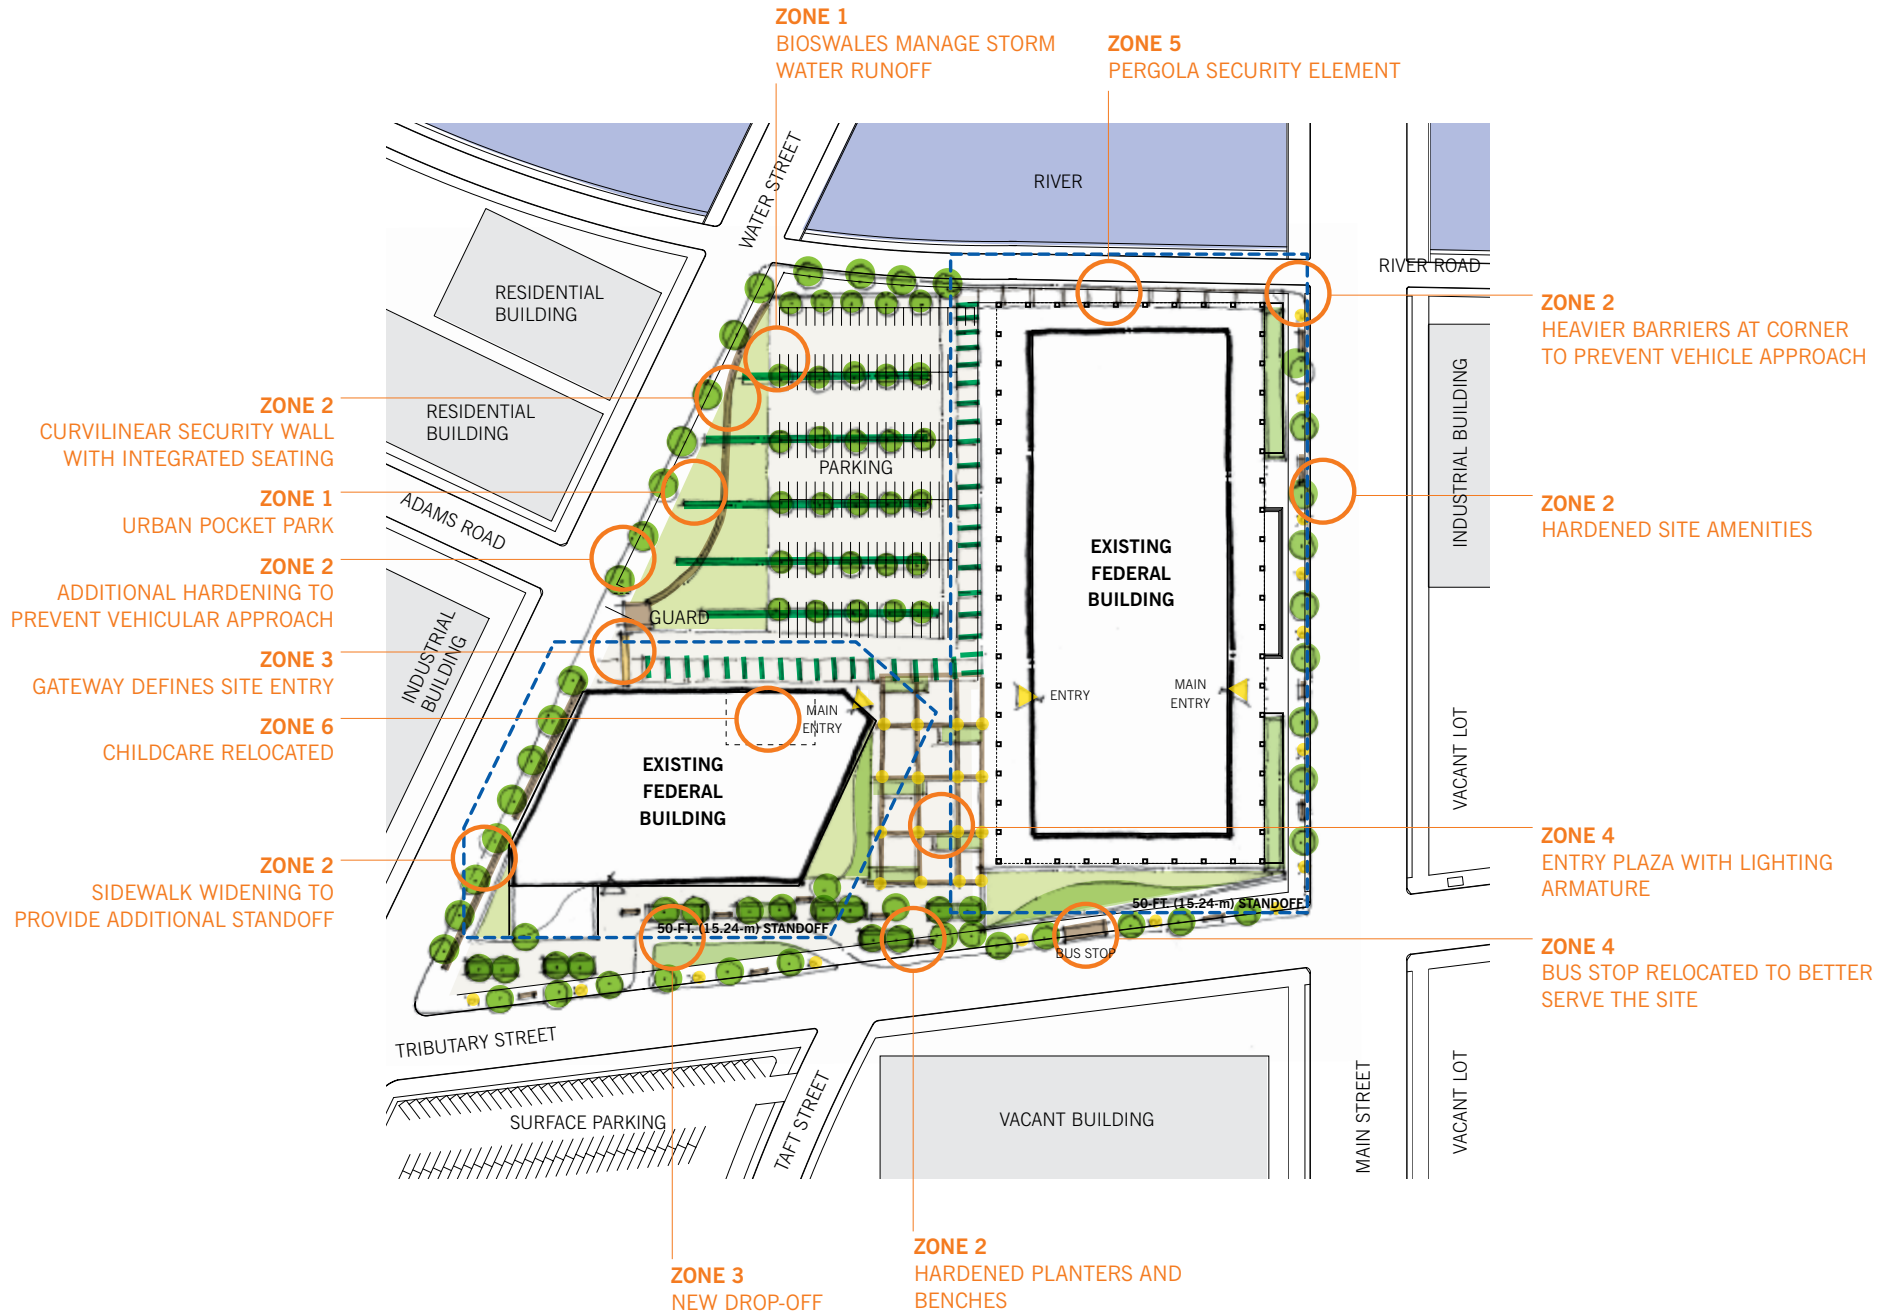 ZONE 1
BIOSWALES MANAGE STORM
WATER RUNOFF
ZONE 5
PERGOLA SECURITY ELEMENT
WATER STREET
RIVER
RIVER ROAD
RESIDENTIAL
BUILDING
ZONE 2
HEAVIER BARRIERS AT CORNER
TO PREVENT VEHICLE APPROACH
RESIDENTIAL
BUILDING
ZONE 2
CURVILINEAR SECURITY WALL
WITH INTEGRATED SEATING
PARKING
INDUSTRIAL BUILDING
ZONE 1
URBAN POCKET PARK
ADAMS ROAD
ZONE 2
HARDENED SITE AMENITIES
EXISTING
FEDERAL
BUILDING
ZONE 2
ADDITIONAL HARDENING TO
PREVENT VEHICULAR APPROACH
GUARD
INDUSTRIAL
BUILDING
ZONE 3
GATEWAY DEFINES SITE ENTRY
ENTRY
MAIN
ENTRY
ZONE 6
CHILDCARE RELOCATED
MAIN
ENTRY
VACANT LOT
EXISTING
FEDERAL
BUILDING
ZONE 4
ENTRY PLAZA WITH LIGHTING
ARMATURE
ZONE 2
SIDEWALK WIDENING TO
PROVIDE ADDITIONAL STANDOFF
50-FT. (15.24-m) STANDOFF
50-FT. (15.24-m) STANDOFF
BUS STOP
ZONE 4
BUS STOP RELOCATED TO BETTER
SERVE THE SITE
TRIBUTARY STREET
SURFACE PARKING
TAFT STREET
VACANT BUILDING
MAIN STREET
VACANT LOT
ZONE 2
HARDENED PLANTERS AND
BENCHES
ZONE 3
NEW DROP-OFF